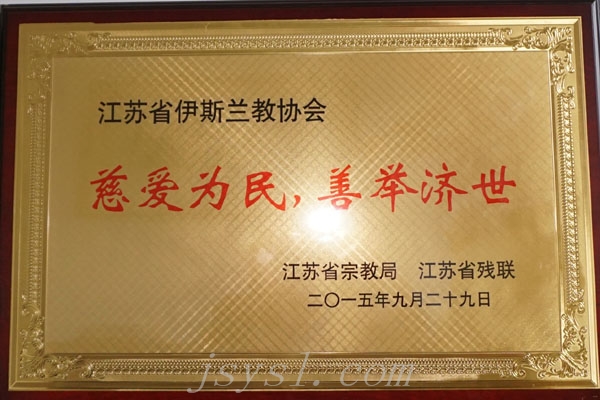 江苏省伊斯兰教协会
慈爱为民，善举济世
江苏省宗教局　江苏省残联
二〇一五年九月二十九日
jsysl.com